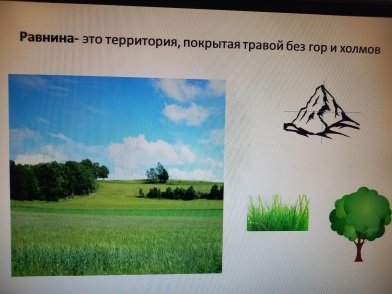 Равнина- это территория, покрытая травой без гор и холмов